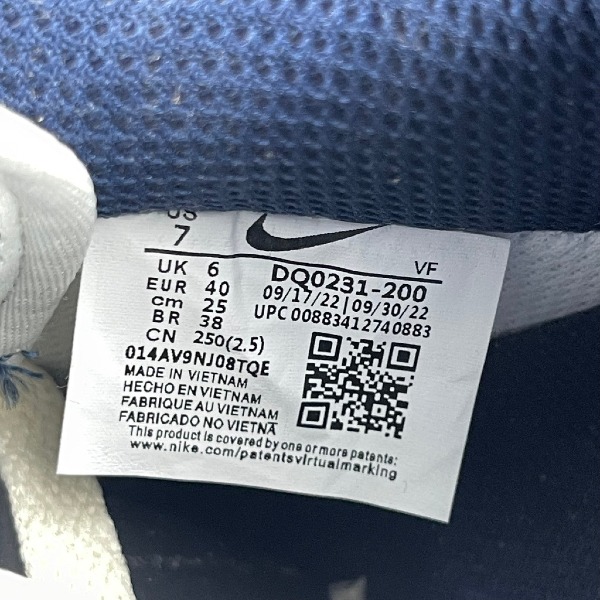 US
7
VF
UK 6
EUR 40
cm 25
BR 38
CN 250(2.5)
DQ0231-200
09/17/22|09/30/22
UPC 00883412740883
014AV9NJ08TQE
MADE IN VIETNAM
HECHO EN VIETNAM
FABRIQUE AU VIETNAM
FABRICADO NO VIETNÃ
This product is covered by one or more patents:
www.nike.com/patentsvirtualmarking